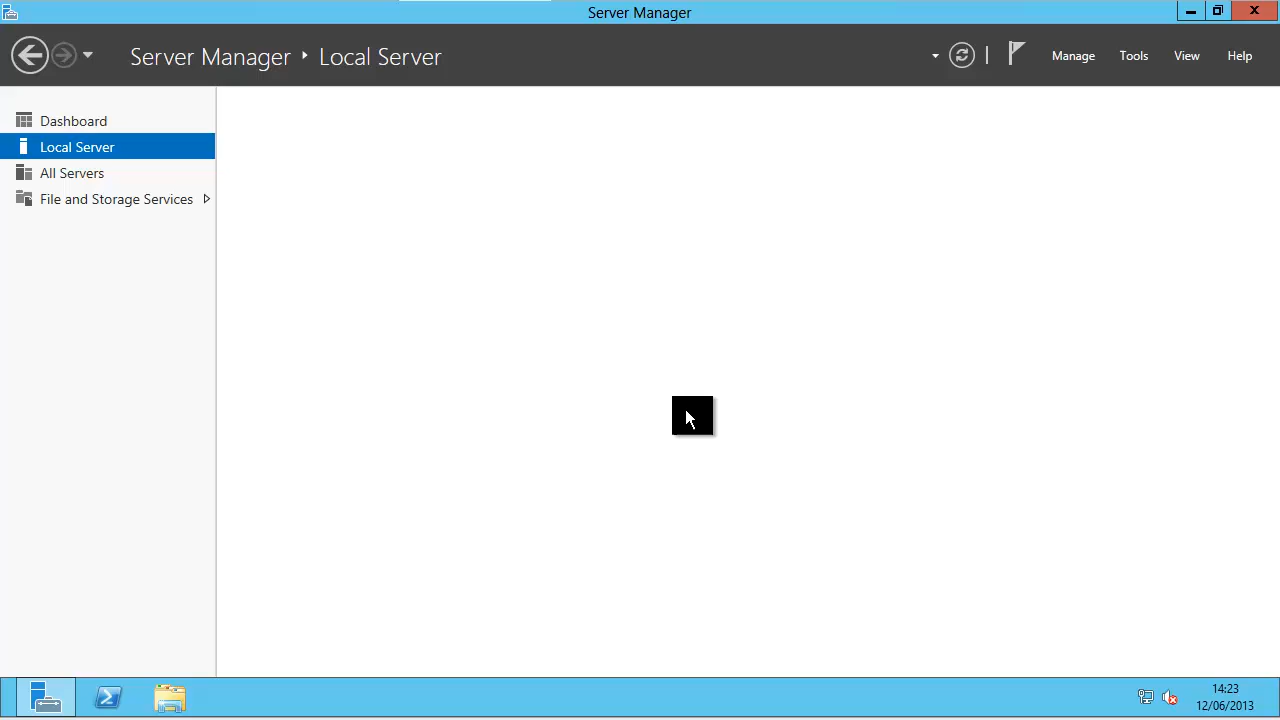 Server Manager
Server Manager ‣ Local Server
Manage Tools View Help
Dashboard
Local Server
All Servers
File and Storage Services
14:23
12/06/2013